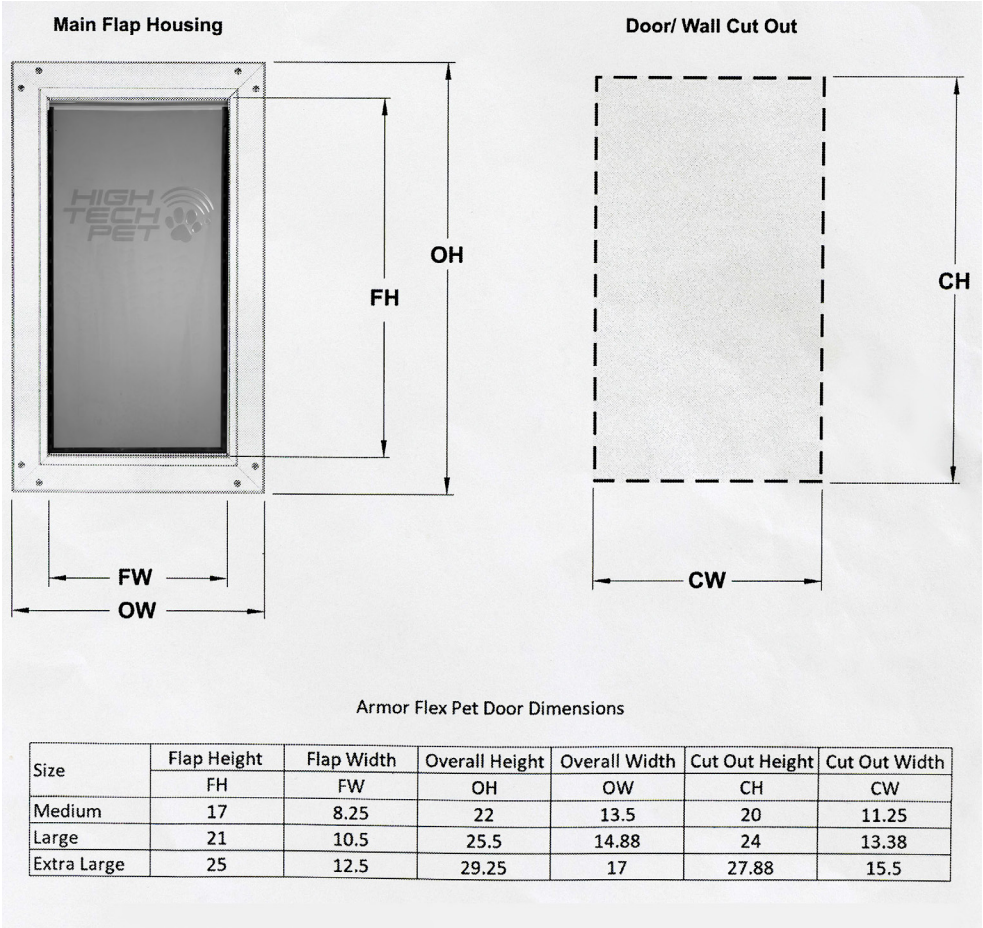 Main Flap Housing
Door/ Wall Cut Out
HIGH
TECH
PET
OH
FH
CH
FW
OW
CW
Armor Flex Pet Door Dimensions
Size Flap Height Flap Width Overall Height Overall Width Cut Out Height Cut Out Width
FH FW OH OW CH CW
Medium 17 8.25 22 13.5 20 11.25
Large 21 10.5 25.5 14.88 24 13.38
Extra Large 25 12.5 29.25 17 27.88 15.5